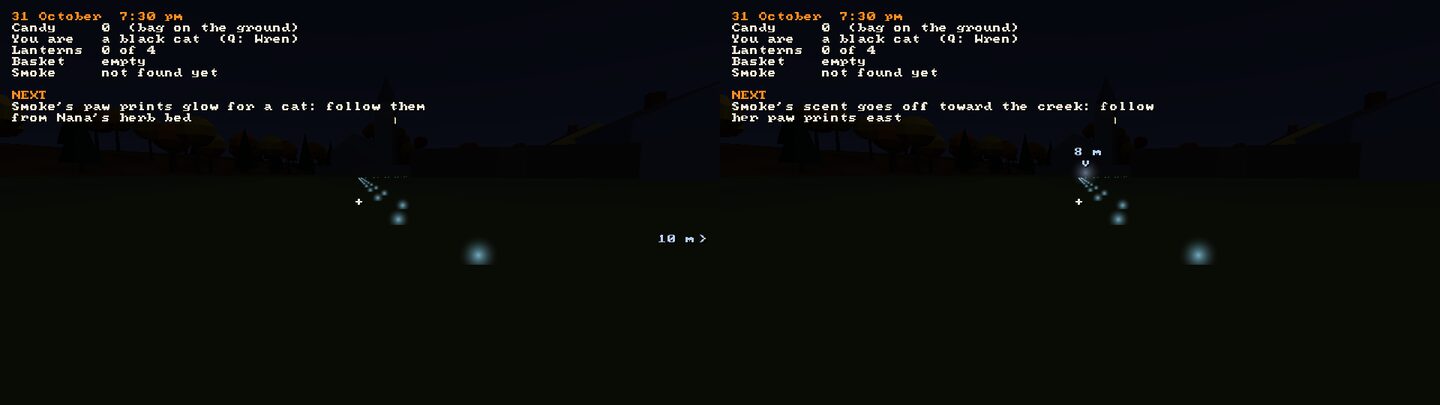 31 October  7:30 pm
Candy     0  (bag on the ground)
You are   a black cat  (Q: Wren)
Lanterns  0 of 4
Basket    empty
Smoke     not found yet
NEXT
Smoke's paw prints glow for a cat: follow them
from Nana's herb bed
10 m >
31 October  7:30 pm
Candy     0  (bag on the ground)
You are   a black cat  (Q: Wren)
Lanterns  0 of 4
Basket    empty
Smoke     not found yet
NEXT
Smoke's scent goes off toward the creek: follow
her paw prints east
8 m
v